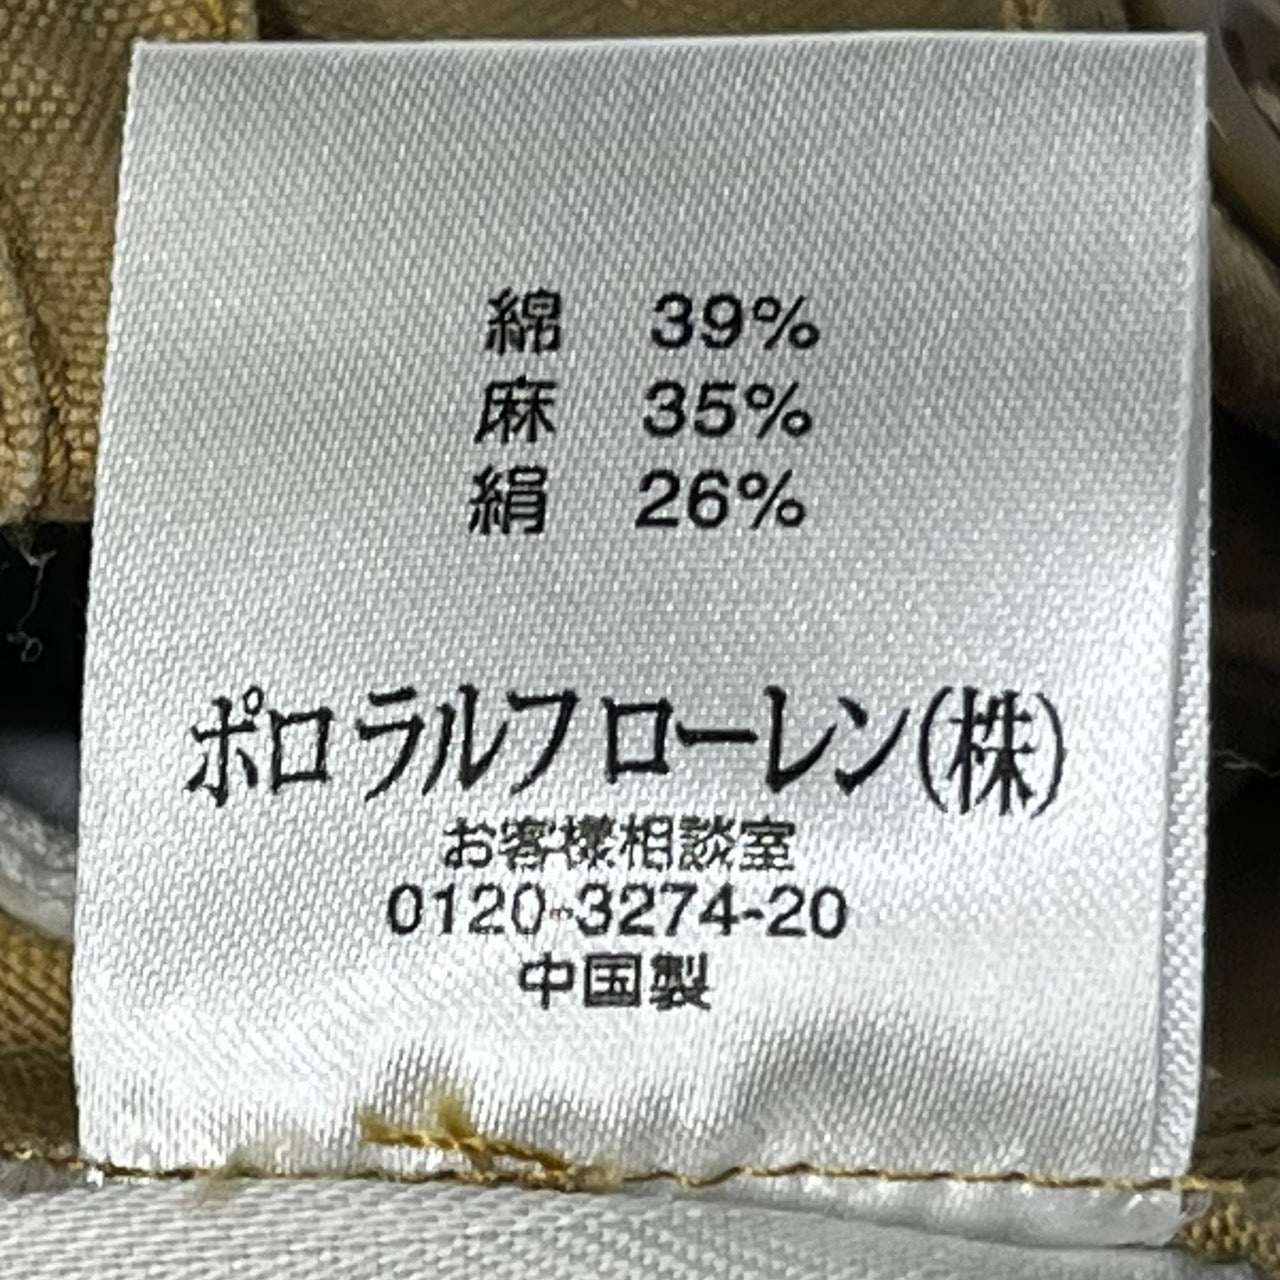 綿 39%
麻 35%
絹 26%
ポロ ラルフ ローレン(株)
お客様相談室
0120-3274-20
中国製